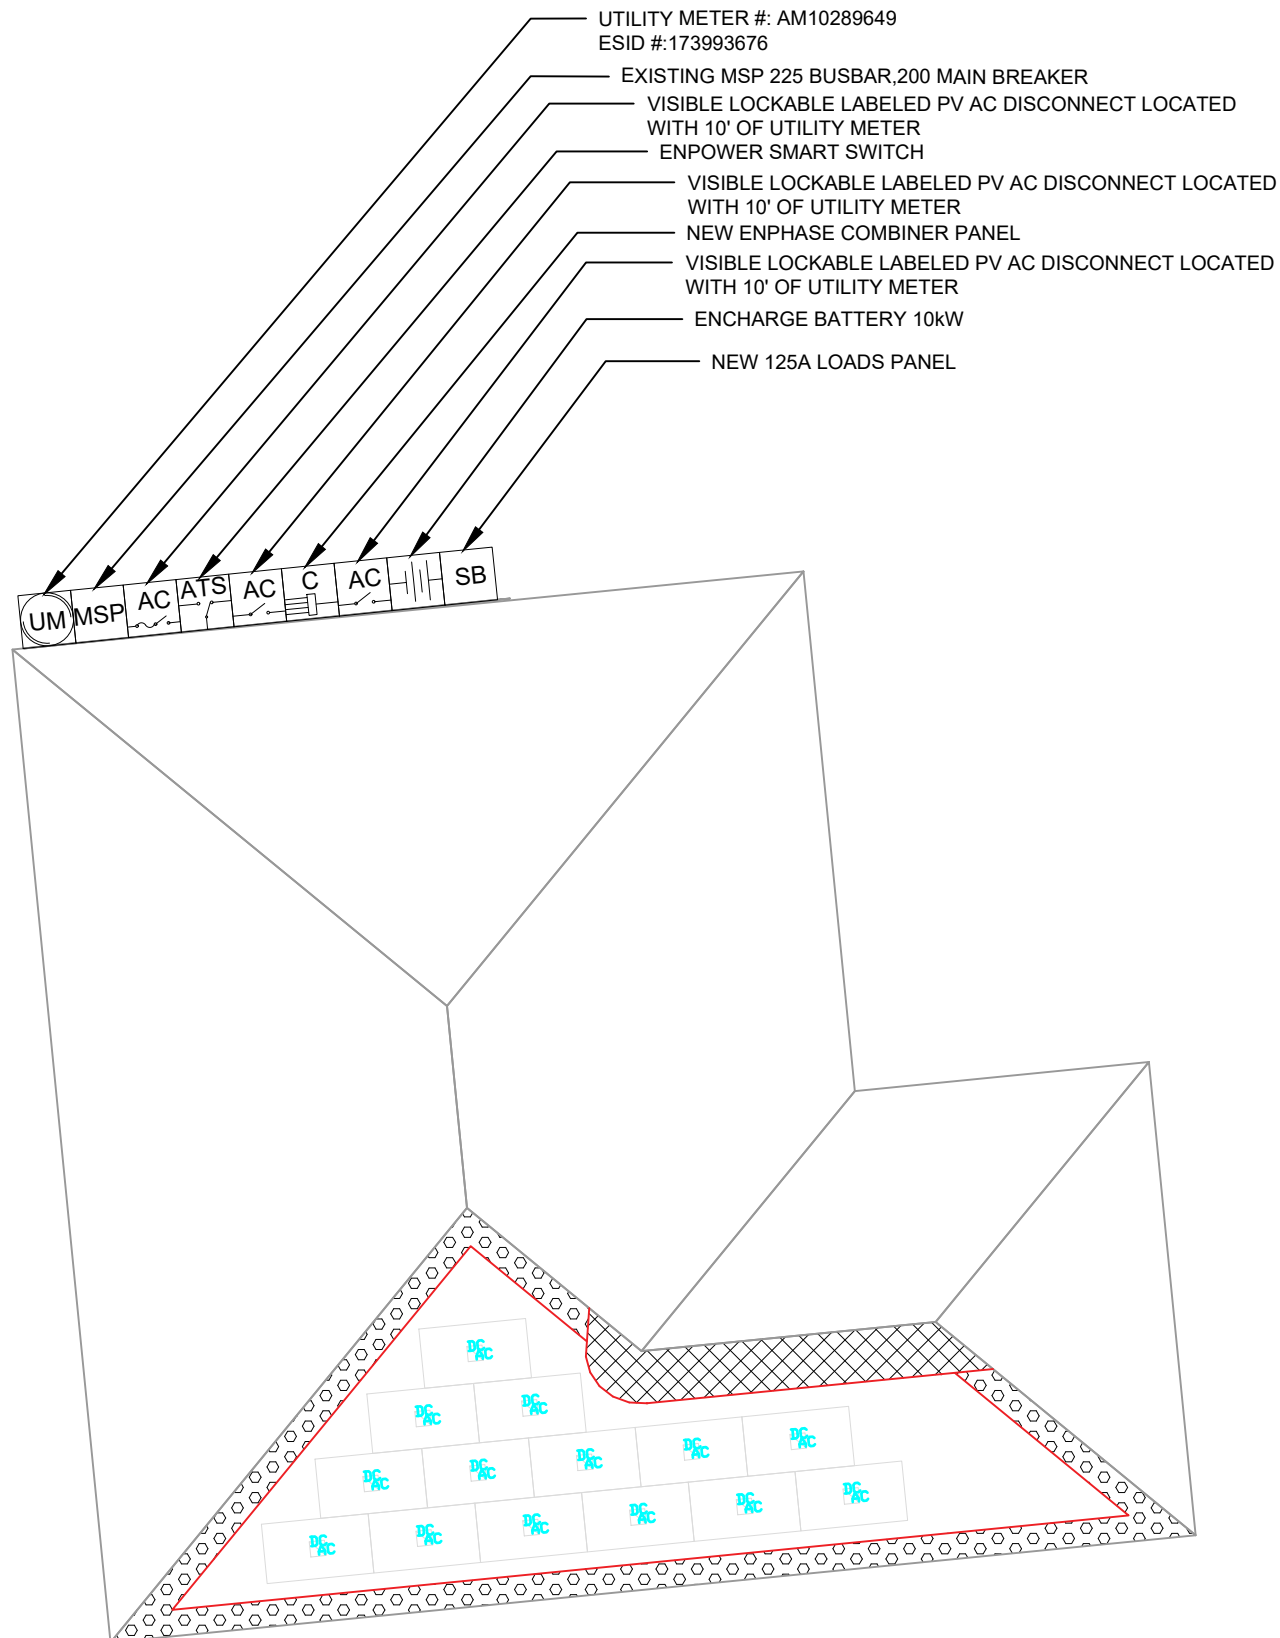 UTILITY METER #: AM10289649
ESID #:173993676
EXISTING MSP 225 BUSBAR,200 MAIN BREAKER
VISIBLE LOCKABLE LABELED PV AC DISCONNECT LOCATED
WITH 10' OF UTILITY METER
ENPOWER SMART SWITCH
VISIBLE LOCKABLE LABELED PV AC DISCONNECT LOCATED
WITH 10' OF UTILITY METER
NEW ENPHASE COMBINER PANEL
VISIBLE LOCKABLE LABELED PV AC DISCONNECT LOCATED
WITH 10' OF UTILITY METER
ENCHARGE BATTERY 10kW
NEW 125A LOADS PANEL
UM MSP AC ATS AC C AC SB
DC
AC
DC
AC
DC
AC
DC
AC
DC
AC
DC
AC
DC
AC
DC
AC
DC
AC
DC
AC
DC
AC
DC
AC
DC
AC
DC
AC